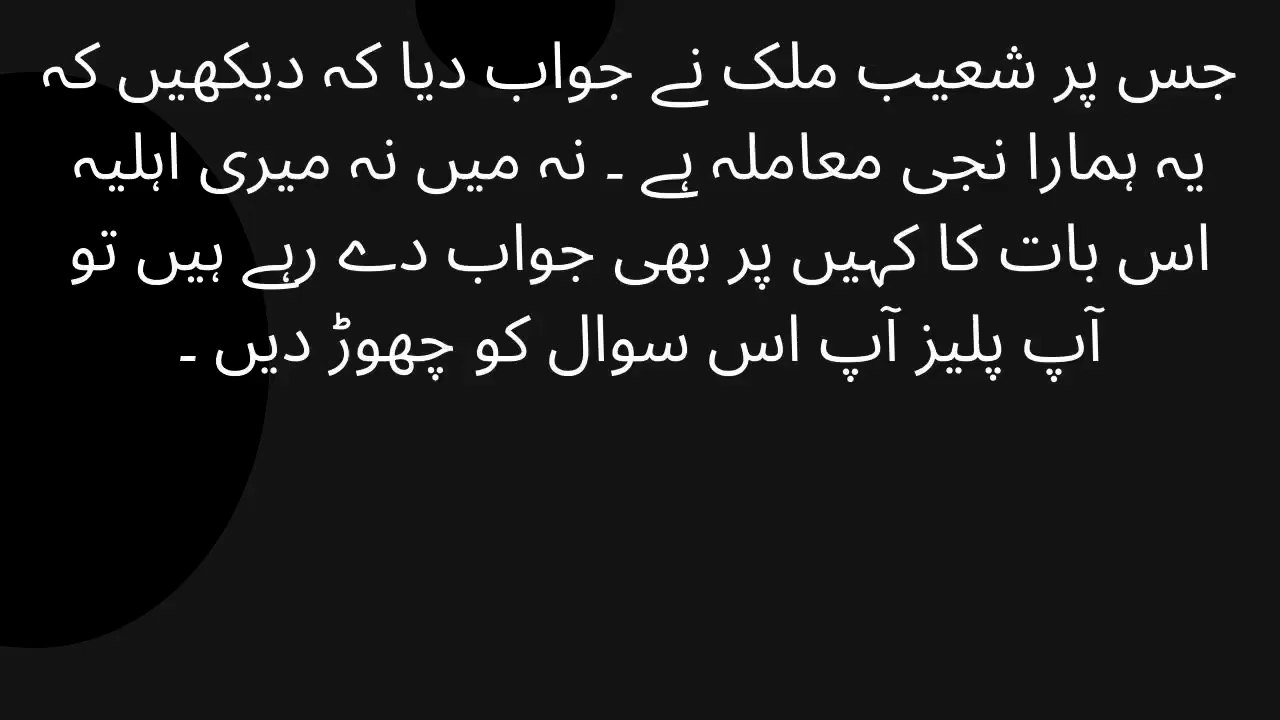 جس پر شعیب ملک نے جواب دیا کہ دیکھیں کہ
یہ ہمارا نجی معاملہ ہے ۔ نہ میں نہ میری اہلیہ
اس بات کا کہیں پر بھی جواب دے رہے ہیں تو
آپ پلیز آپ اس سوال کو چھوڑ دیں ۔